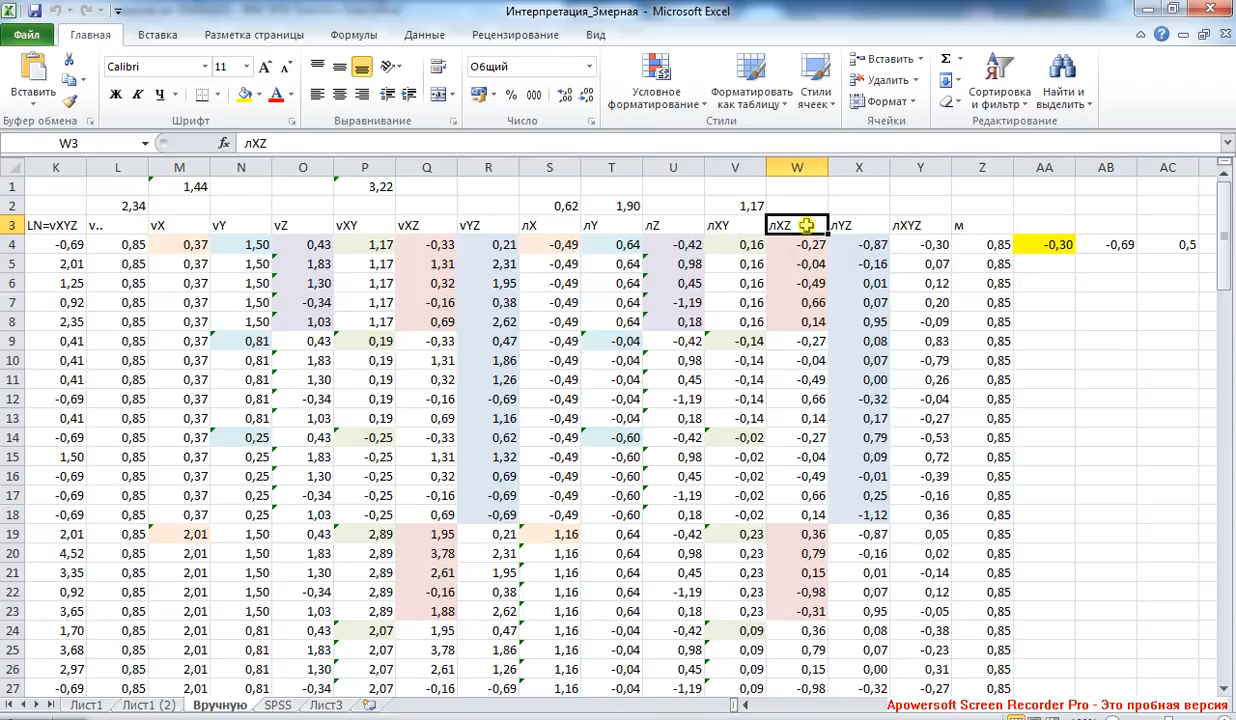 Интерпретация_3мерная - Microsoft Excel
Файл Главная Вставка Разметка страницы Формулы Данные Рецензирование Вид
Вставить
Calibri 11
Ж К Ч
Общий
% 000
Условное форматирование
Форматировать как таблицу
Стили ячеек
Вставить
Удалить
Формат
Σ
Сортировка и фильтр
Найти и выделить
Буфер обмена Шрифт Выравнивание Число Стили Ячейки Редактирование
W3 fx лXZ
K L M N O P Q R S T U V W X Y Z AA AB AC
1 1,44 3,22
2 2,34 0,62 1,90 1,17
3 LN=vXYZ v.. vX vY vZ vXY vXZ vYZ лX лY лZ лXY лXZ лYZ лXYZ м
4 -0,69 0,85 0,37 1,50 0,43 1,17 -0,33 0,21 -0,49 0,64 -0,42 0,16 -0,27 -0,87 -0,30 0,85 -0,30 -0,69 0,5
5 2,01 0,85 0,37 1,50 1,83 1,17 1,31 2,31 -0,49 0,64 0,98 0,16 -0,04 -0,16 0,07 0,85
6 1,25 0,85 0,37 1,50 1,30 1,17 0,32 1,95 -0,49 0,64 0,45 0,16 -0,49 0,01 0,12 0,85
7 0,92 0,85 0,37 1,50 -0,34 1,17 -0,16 0,38 -0,49 0,64 -1,19 0,16 0,66 0,07 0,20 0,85
8 2,35 0,85 0,37 1,50 1,03 1,17 0,69 2,62 -0,49 0,64 0,18 0,16 0,14 0,95 -0,09 0,85
9 0,41 0,85 0,37 0,81 0,43 0,19 -0,33 0,47 -0,49 -0,04 -0,42 -0,14 -0,27 0,08 0,83 0,85
10 0,41 0,85 0,37 0,81 1,83 0,19 1,31 1,86 -0,49 -0,04 0,98 -0,14 -0,04 0,07 -0,79 0,85
11 0,41 0,85 0,37 0,81 1,30 0,19 0,32 1,26 -0,49 -0,04 0,45 -0,14 -0,49 0,00 0,26 0,85
12 -0,69 0,85 0,37 0,81 -0,34 0,19 -0,16 -0,69 -0,49 -0,04 -1,19 -0,14 0,66 -0,32 -0,04 0,85
13 0,41 0,85 0,37 0,81 1,03 0,19 0,69 1,16 -0,49 -0,04 0,18 -0,14 0,14 0,17 -0,27 0,85
14 -0,69 0,85 0,37 0,25 0,43 -0,25 -0,33 0,62 -0,49 -0,60 -0,42 -0,02 -0,27 0,79 -0,53 0,85
15 1,50 0,85 0,37 0,25 1,83 -0,25 1,31 1,32 -0,49 -0,60 0,98 -0,02 -0,04 0,09 0,72 0,85
16 -0,69 0,85 0,37 0,25 1,30 -0,25 0,32 0,69 -0,49 -0,60 0,45 -0,02 -0,49 -0,01 -0,39 0,85
17 -0,69 0,85 0,37 0,25 -0,34 -0,25 -0,16 -0,69 -0,49 -0,60 -1,19 -0,02 0,66 0,25 -0,16 0,85
18 -0,69 0,85 0,37 0,25 1,03 -0,25 0,69 -0,69 -0,49 -0,60 0,18 -0,02 0,14 -1,12 0,36 0,85
19 2,01 0,85 2,01 1,50 0,43 2,89 1,95 0,21 1,16 0,64 -0,42 0,23 0,36 -0,87 0,05 0,85
20 4,52 0,85 2,01 1,50 1,83 2,89 3,78 2,31 1,16 0,64 0,98 0,23 0,79 -0,16 0,02 0,85
21 3,35 0,85 2,01 1,50 1,30 2,89 2,61 1,95 1,16 0,64 0,45 0,23 0,15 0,01 -0,14 0,85
22 0,92 0,85 2,01 1,50 -0,34 2,89 -0,16 0,38 1,16 0,64 -1,19 0,23 -0,98 0,07 0,12 0,85
23 3,65 0,85 2,01 1,50 1,03 2,89 1,88 2,62 1,16 0,64 0,18 0,23 -0,31 0,95 -0,05 0,85
24 1,70 0,85 2,01 0,81 0,43 2,07 1,95 0,47 1,16 -0,04 -0,42 0,09 0,36 0,08 -0,38 0,85
25 3,68 0,85 2,01 0,81 1,83 2,07 3,78 1,86 1,16 -0,04 0,98 0,09 0,79 0,07 -0,03 0,85
26 2,97 0,85 2,01 0,81 1,30 2,07 2,61 1,26 1,16 -0,04 0,45 0,09 0,15 0,00 0,31 0,85
27 -0,69 0,85 2,01 0,81 -0,34 2,07 -0,16 -0,69 1,16 -0,04 -1,19 0,09 -0,98 -0,32 -0,07 0,85
Лист1 Лист1 (2) Вручную SPSS Лист3
Apowersoft Screen Recorder Pro - Это пробная версия